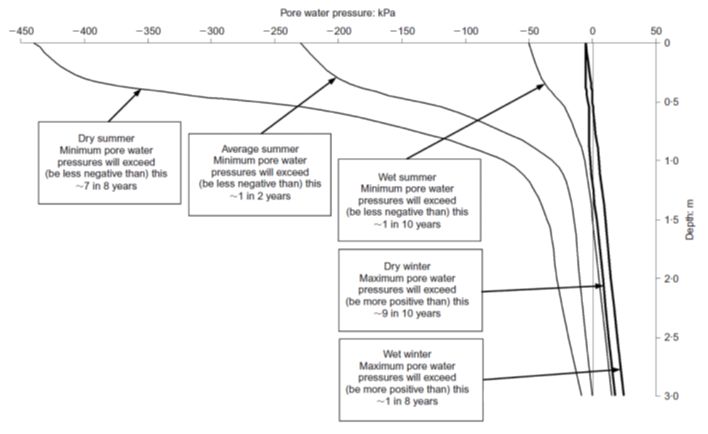 Pore water pressure: kPa
−450 −400 −350 −300 −250 −200 −150 −100 −50 0 50
0
0·5
1·0
1·5
2·0
2·5
3·0
Depth: m
Dry summer
Minimum pore water
pressures will exceed
(be less negative than) this
~7 in 8 years
Average summer
Minimum pore water
pressures will exceed
(be less negative than) this
~1 in 2 years
Wet summer
Minimum pore water
pressures will exceed
(be less negative than) this
~1 in 10 years
Dry winter
Maximum pore water
pressures will exceed
(be more positive than) this
~9 in 10 years
Wet winter
Maximum pore water
pressures will exceed
(be more positive than) this
~1 in 8 years